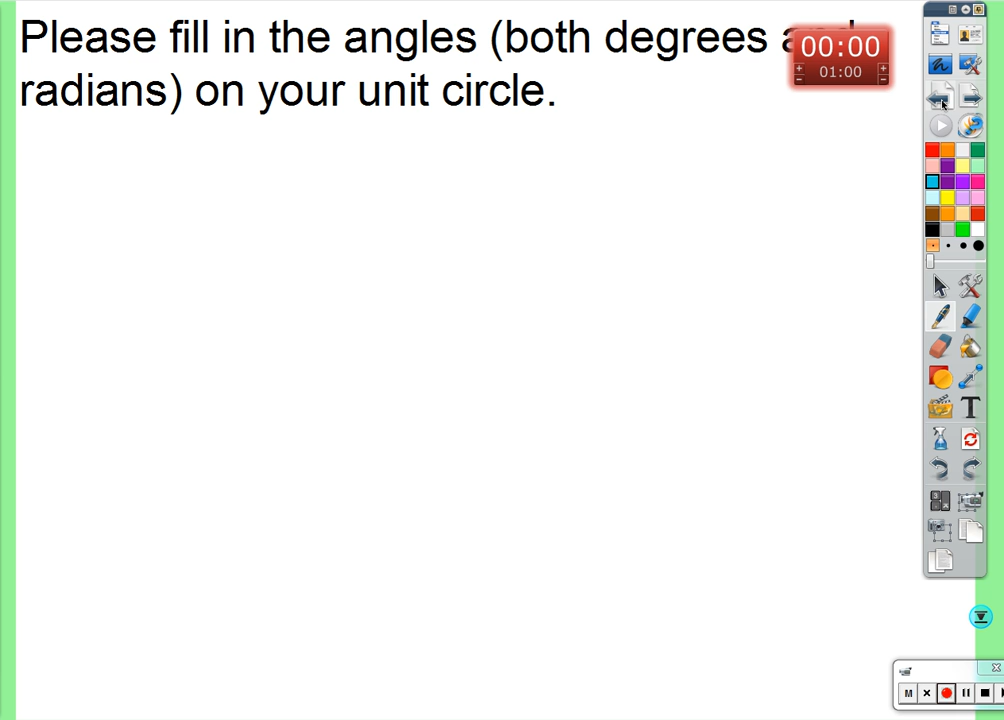 Please fill in the angles (both degrees
radians) on your unit circle.
00:00
01:00
T
M